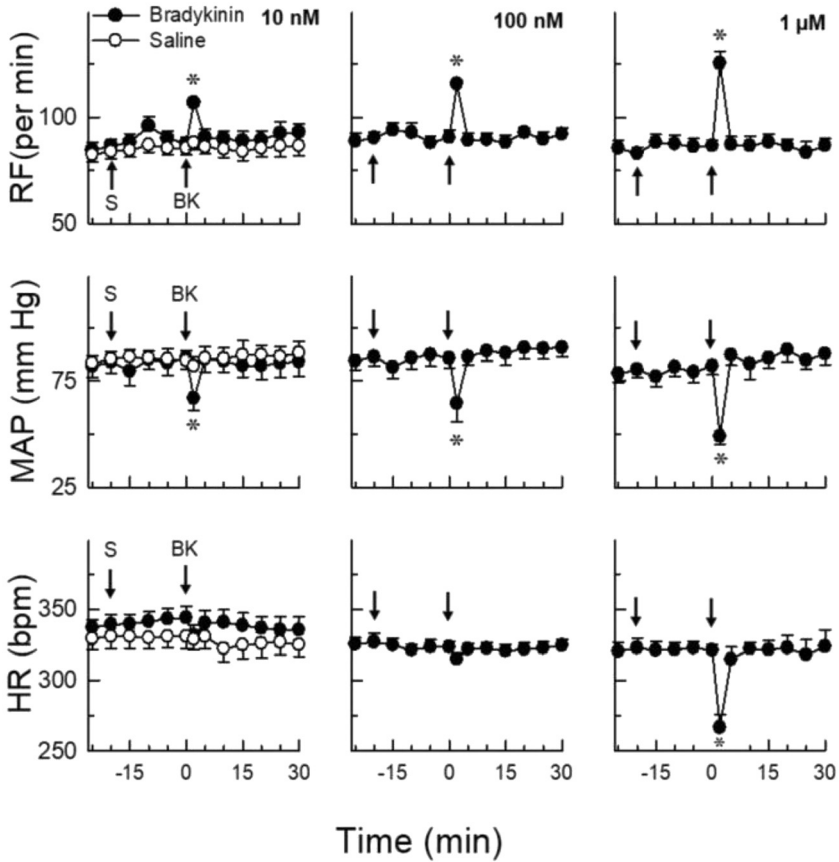 Bradykinin
Saline
10 nM
100 nM
1 µM
RF(per min)
100
50
*
*
*
S
BK
MAP (mm Hg)
75
25
S
BK
*
*
*
HR (bpm)
350
300
250
S
BK
*
-15 0 15 30
-15 0 15 30
-15 0 15 30
Time (min)